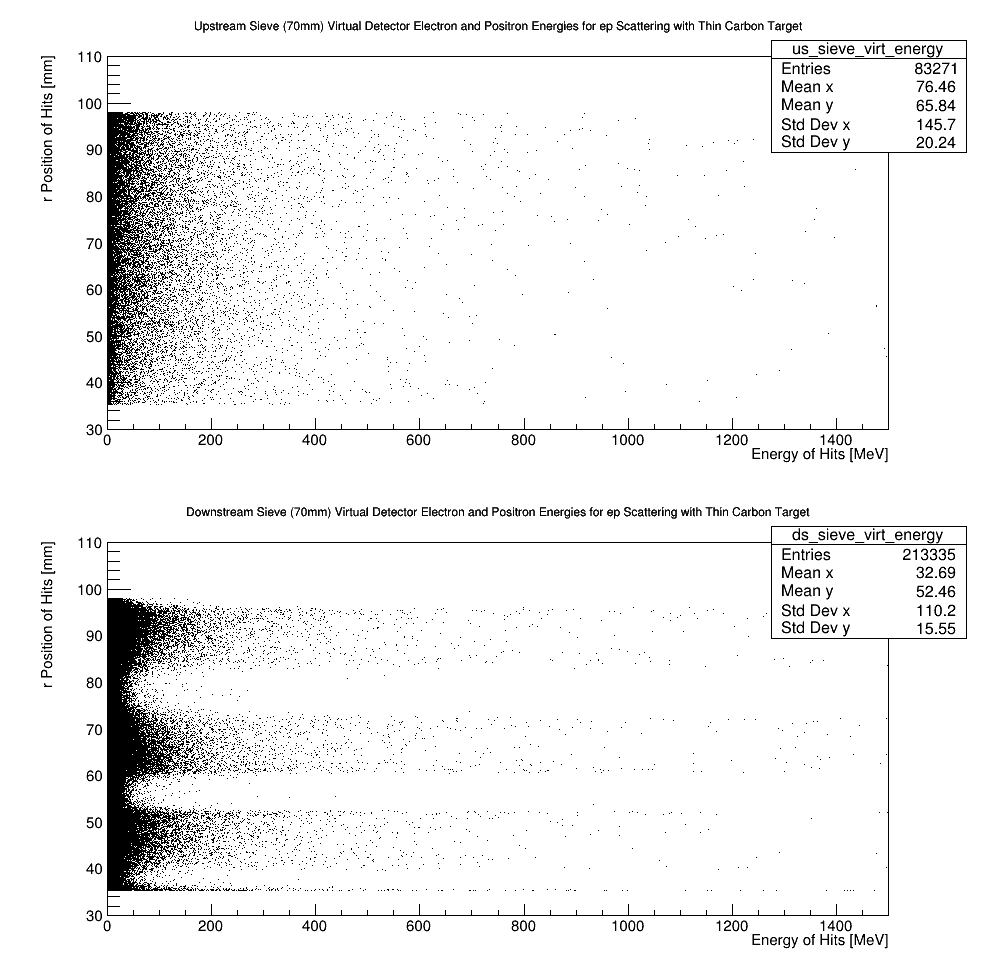 Upstream Sieve (70mm) Virtual Detector Electron and Positron Energies for ep Scattering with Thin Carbon Target
us_sieve_virt_energy
Entries 83271
Mean x 76.46
Mean y 65.84
Std Dev x 145.7
Std Dev y 20.24
r Position of Hits [mm]
110
100
90
80
70
60
50
40
30
0 200 400 600 800 1000 1200 1400
Energy of Hits [MeV]
Downstream Sieve (70mm) Virtual Detector Electron and Positron Energies for ep Scattering with Thin Carbon Target
ds_sieve_virt_energy
Entries 213335
Mean x 32.69
Mean y 52.46
Std Dev x 110.2
Std Dev y 15.55
r Position of Hits [mm]
110
100
90
80
70
60
50
40
30
0 200 400 600 800 1000 1200 1400
Energy of Hits [MeV]